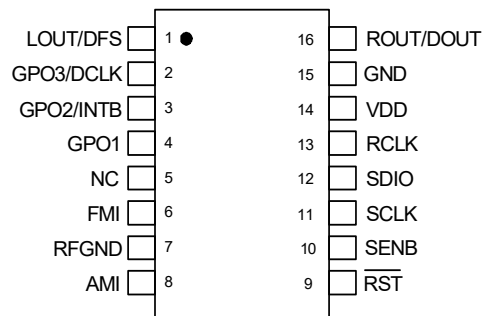 LOUT/DFS 1 16 ROUT/DOUT
GPO3/DCLK 2 15 GND
GPO2/INTB 3 14 VDD
GPO1 4 13 RCLK
NC 5 12 SDIO
FMI 6 11 SCLK
RFGND 7 10 SENB
AMI 8 9 RST